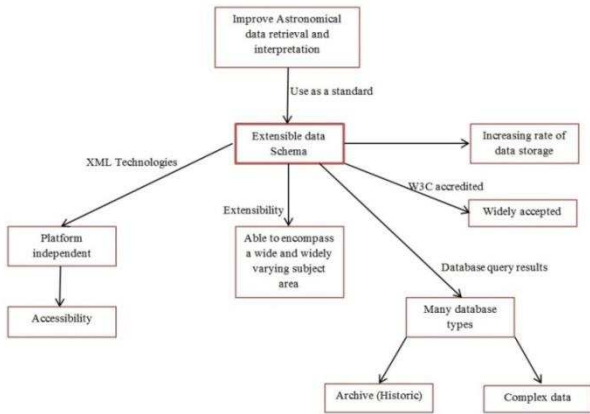 Improve Astronomical
data retrieval and
interpretation
Use as a standard
Extensible data
Schema
Increasing rate of
data storage
XML Technologies
W3C accredited
Extensibility
Widely accepted
Platform
independent
Able to encompass
a wide and widely
varying subject
area
Database query results
Accessibility
Many database
types
Archive (Historic)
Complex data